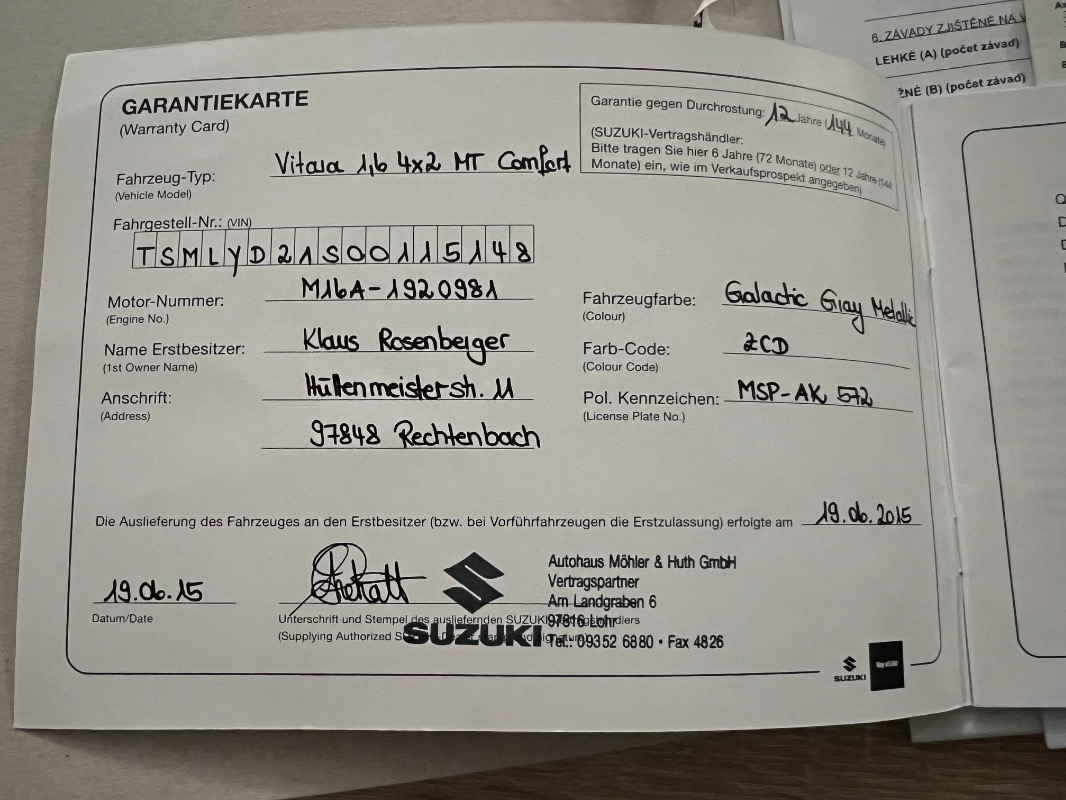 GARANTIEKARTE
(Warranty Card)
Garantie gegen Durchrostung: 12 Jahre (144 Monate)
(SUZUKI-Vertragshändler:
Bitte tragen Sie hier 6 Jahre (72 Monate) oder 12 Jahre (144
Monate) ein, wie im Verkaufsprospekt angegeben)
Fahrzeug-Typ: Vitara 1,6 4x2 MT Comfort
(Vehicle Model)
Fahrgestell-Nr.: (VIN)
TSMLYD21S00115148
Motor-Nummer: M16A-1920981
(Engine No.)
Fahrzeugfarbe: Galactic Gray Metallic
(Colour)
Name Erstbesitzer: Klaus Rosenberger
(1st Owner Name)
Farb-Code: ZCD
(Colour Code)
Anschrift: Hüttenmeisterstr. 11
(Address)
Pol. Kennzeichen: MSP-AK 572
(License Plate No.)
97848 Rechtenbach
Die Auslieferung des Fahrzeuges an den Erstbesitzer (bzw. bei Vorführfahrzeugen die Erstzulassung) erfolgte am 19.06.2015
19.06.15
Datum/Date
Unterschrift und Stempel des ausliefernden SUZUKI
(Supplying Authorized
SUZUKI
Autohaus Möhler & Huth GmbH
Vertragspartner
Am Landgraben 6
97816 Lohr
Tel.: 09352 6880 • Fax 4826
SUZUKI
Way of Life!
6. ZÁVADY ZJIŠTĚNÉ NA V
LEHKÉ (A) (počet závad)
ŽNÉ (B) (počet závad)